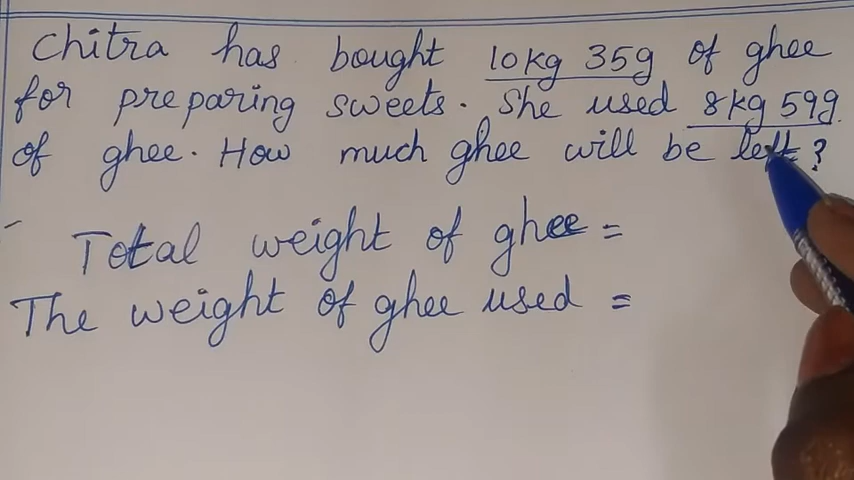 Chitra has bought 10kg 35g of ghee
for preparing sweets. She used 8kg 59g
of ghee. How much ghee will be left?
Total weight of ghee =
The weight of ghee used =